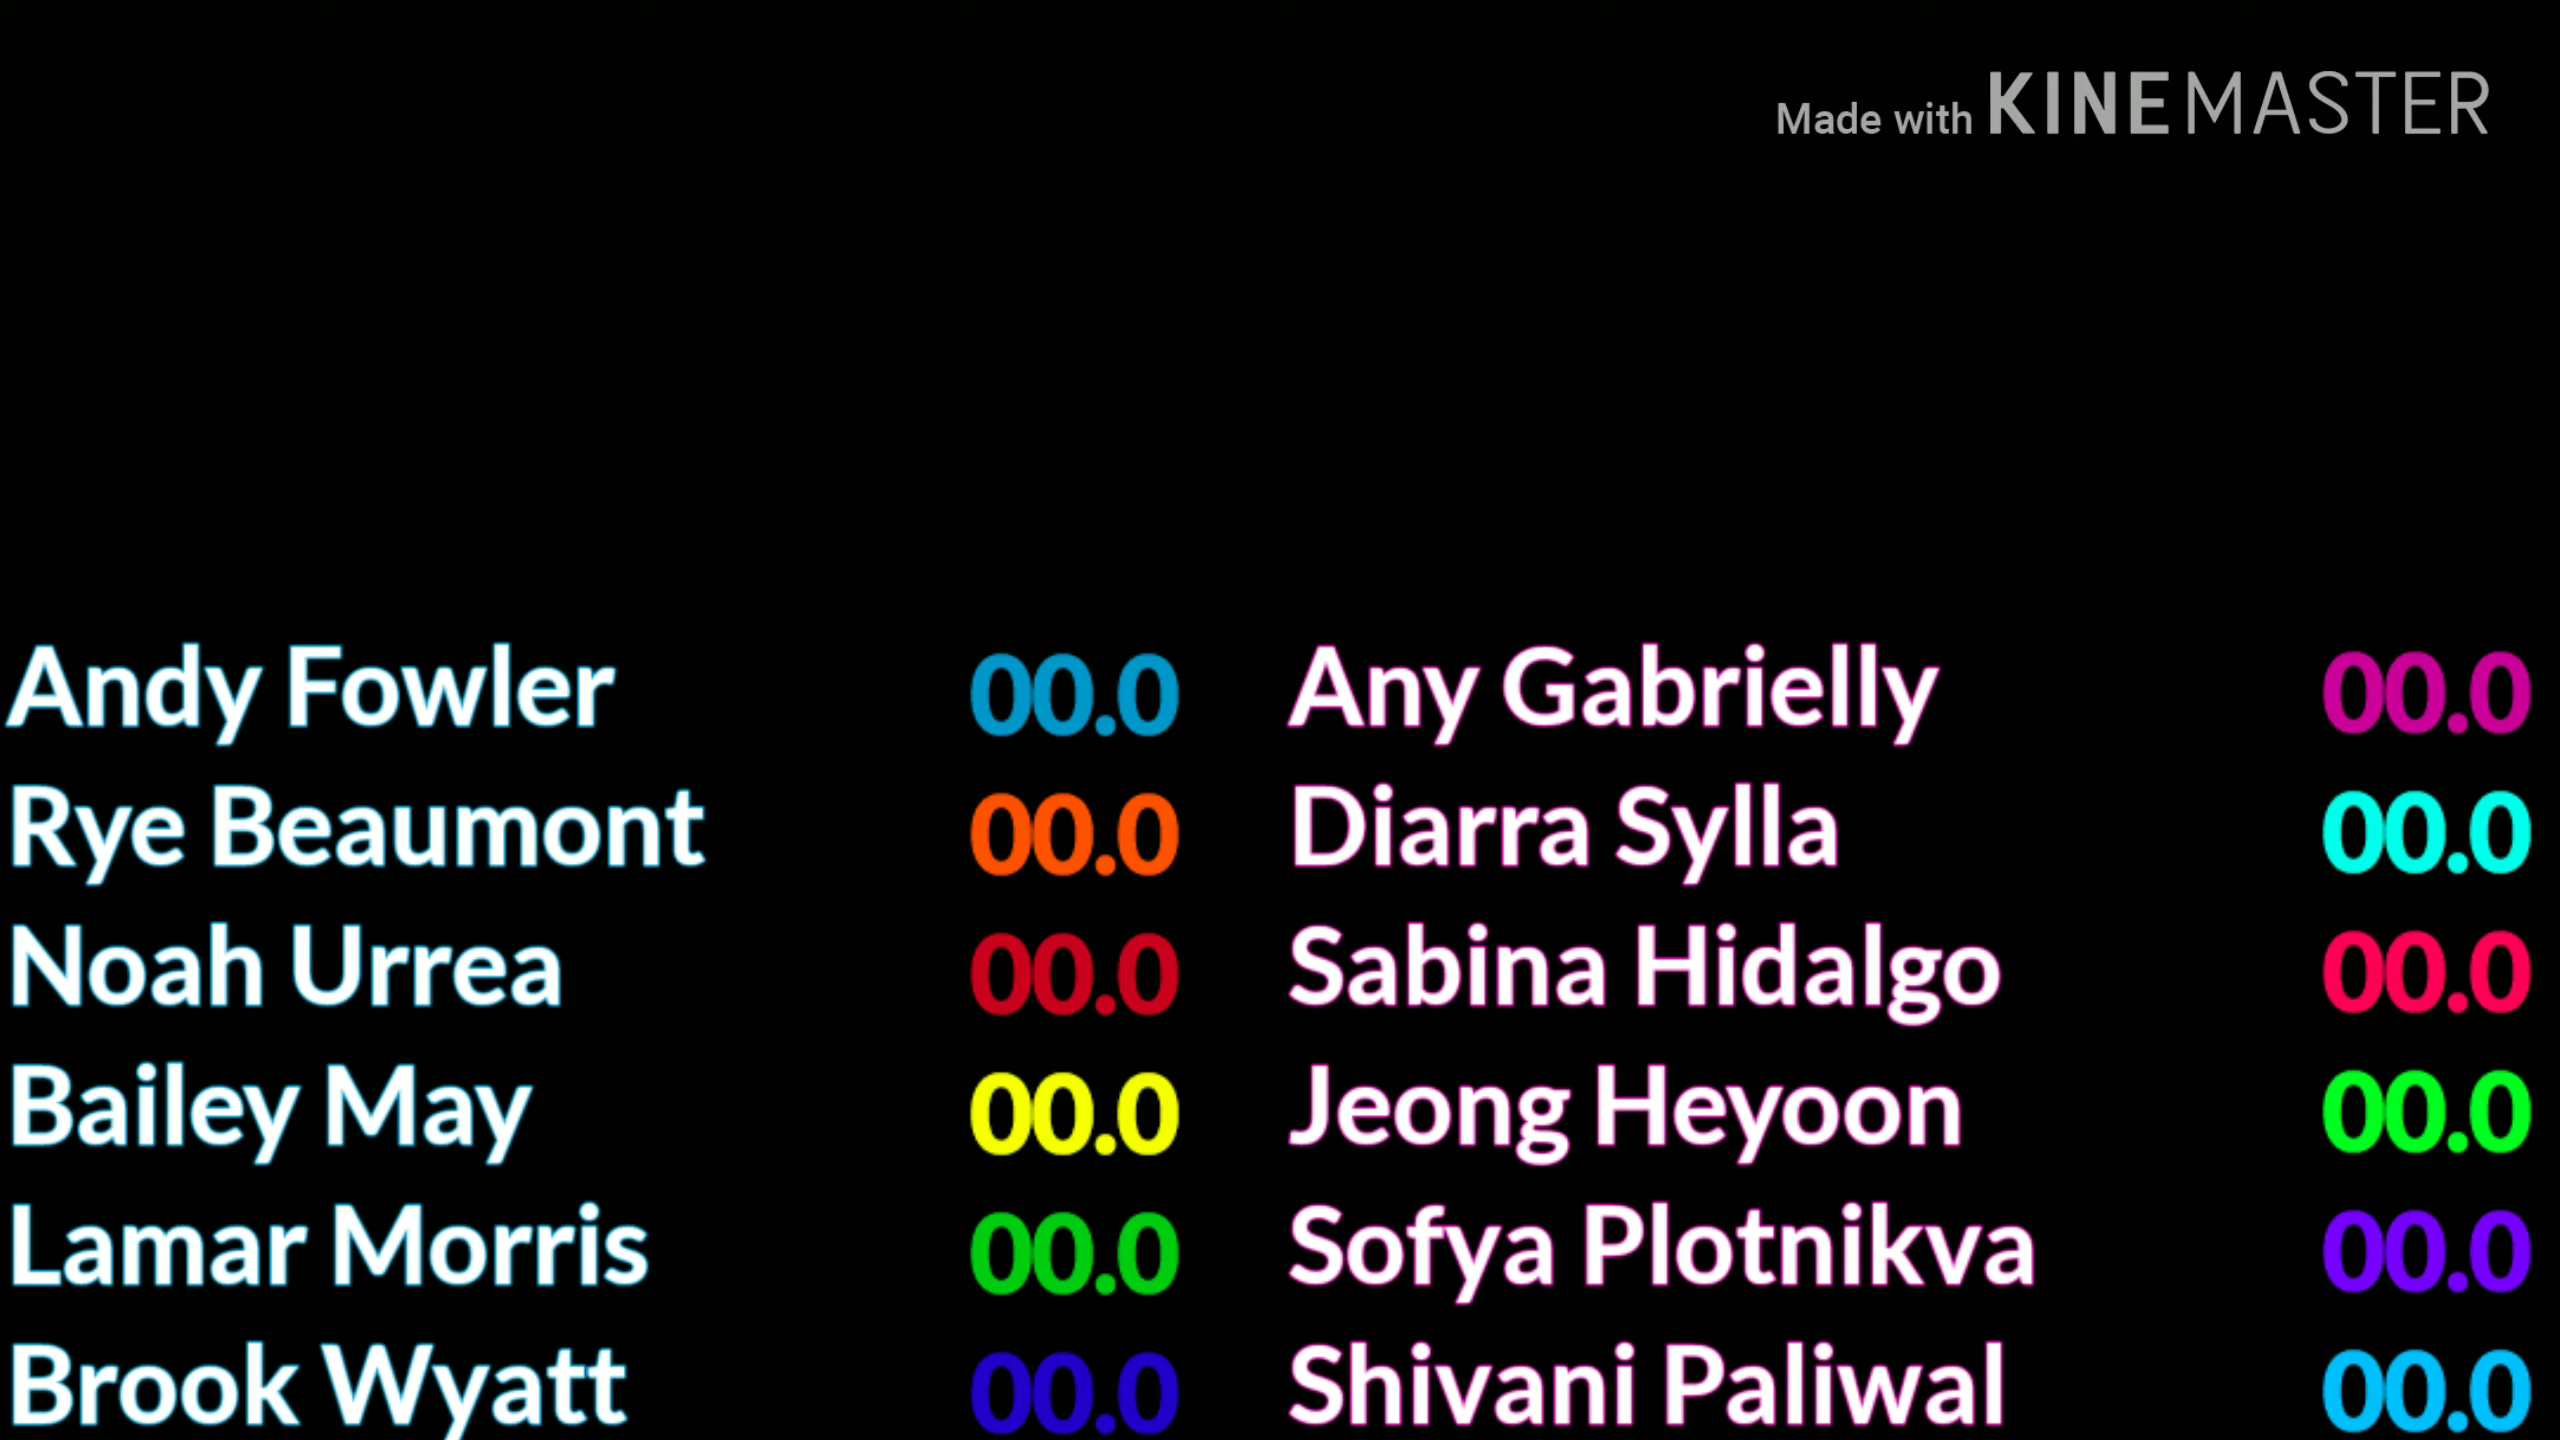 Made with KINEMASTER
Andy Fowler 00.0 Any Gabrielly 00.0
Rye Beaumont 00.0 Diarra Sylla 00.0
Noah Urrea 00.0 Sabina Hidalgo 00.0
Bailey May 00.0 Jeong Heyoon 00.0
Lamar Morris 00.0 Sofya Plotnikva 00.0
Brook Wyatt 00.0 Shivani Paliwal 00.0